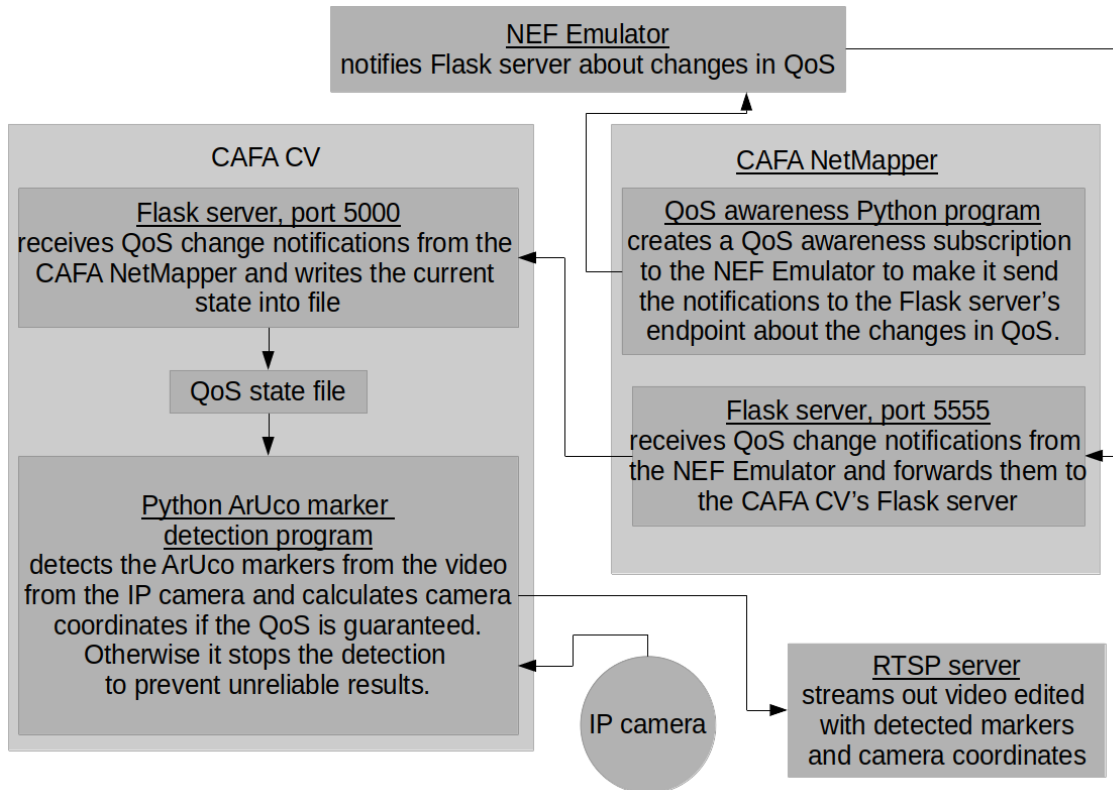 NEF Emulator
notifies Flask server about changes in QoS
CAFA CV
Flask server, port 5000
receives QoS change notifications from the
CAFA NetMapper and writes the current
state into file
QoS state file
Python ArUco marker
detection program
detects the ArUco markers from the video
from the IP camera and calculates camera
coordinates if the QoS is guaranteed.
Otherwise it stops the detection
to prevent unreliable results.
CAFA NetMapper
QoS awareness Python program
creates a QoS awareness subscription
to the NEF Emulator to make it send
the notifications to the Flask server’s
endpoint about the changes in QoS.
Flask server, port 5555
receives QoS change notifications from
the NEF Emulator and forwards them to
the CAFA CV’s Flask server
IP camera
RTSP server
streams out video edited
with detected markers
and camera coordinates